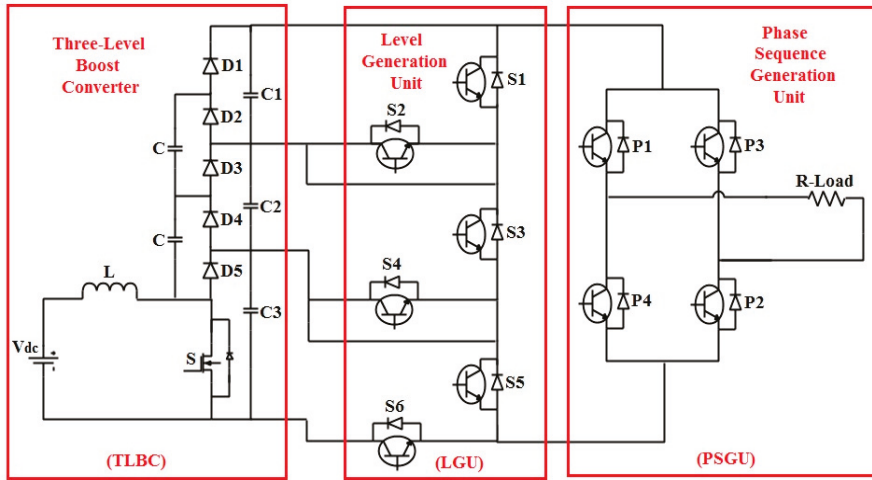 Three-Level
Boost
Converter
D1
D2
D3
D4
D5
C
C
C1
C2
C3
L
Vdc
+
-
S
(TLBC)
Level
Generation
Unit
S1
S2
S3
S4
S5
S6
(LGU)
Phase
Sequence
Generation
Unit
P1
P3
R-Load
P4
P2
(PSGU)